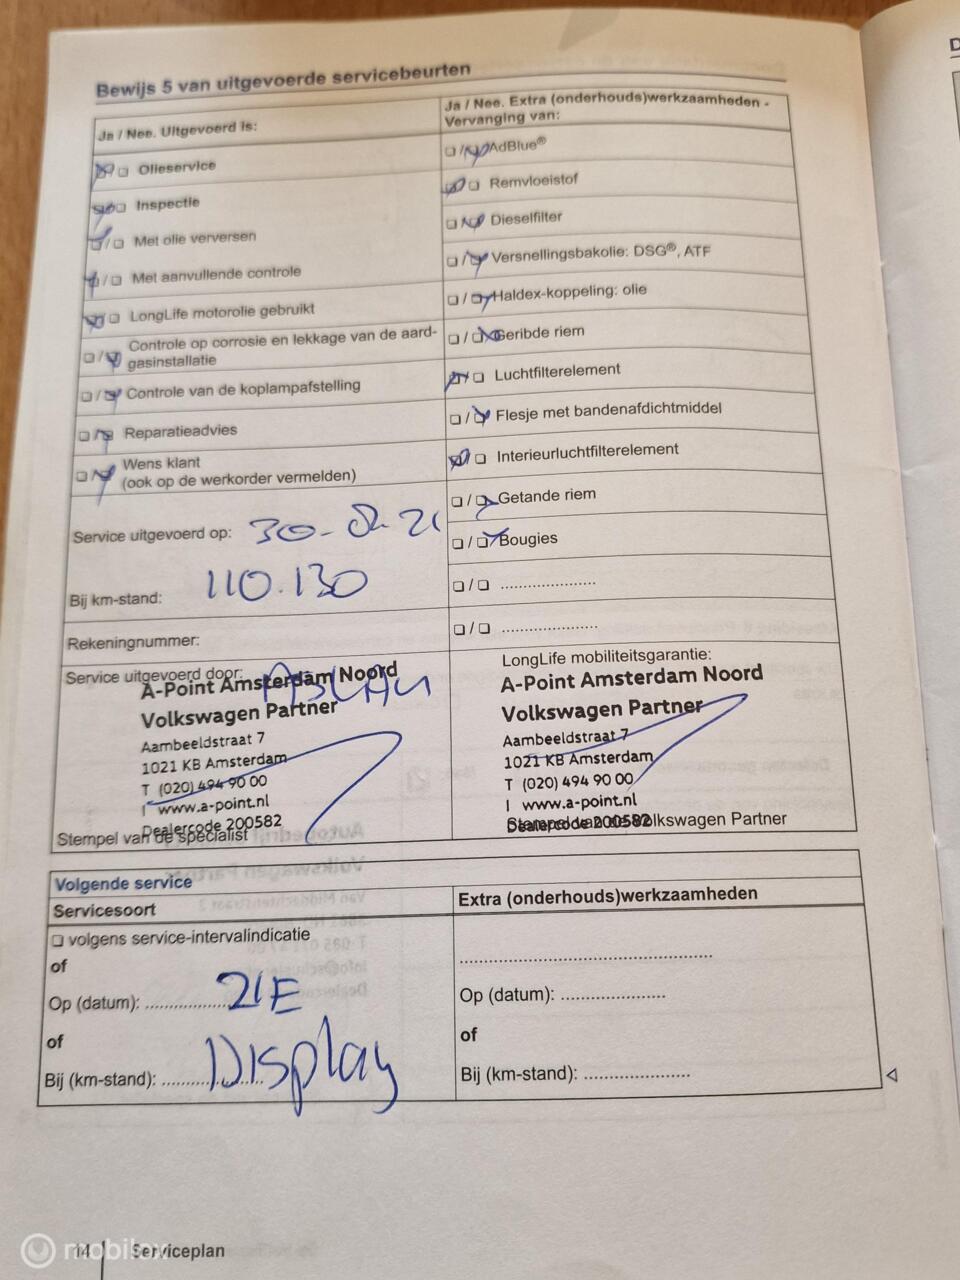 Bewijs 5 van uitgevoerde servicebeurten
Ja / Nee. Uitgevoerd is:
Olieservice
Inspectie
Met olie verversen
Met aanvullende controle
LongLife motorolie gebruikt
Controle op corrosie en lekkage van de aard-
gasinstallatie
Controle van de koplampafstelling
Reparatieadvies
Wens klant
(ook op de werkorder vermelden)
Service uitgevoerd op: 30-
Bij km-stand: 110.130
Rekeningnummer:
Service uitgevoerd door:
A-Point Amsterdam Noord
Volkswagen Partner
Aambeeldstraat 7
1021 KB Amsterdam
T (020) 494 90 00
I www.a-point.nl
Dealercode 200582
Stempel van de specialist
Ja / Nee. Extra (onderhouds)werkzaamheden -
Vervanging van:
AdBlue®
Remvloeistof
Dieselfilter
Versnellingsbakolie: DSG®, ATF
Haldex-koppeling: olie
Geribde riem
Luchtfilterelement
Flesje met bandenafdichtmiddel
Interieurluchtfilterelement
Getande riem
Bougies
LongLife mobiliteitsgarantie:
A-Point Amsterdam Noord
Volkswagen Partner
Aambeeldstraat 7
1021 KB Amsterdam
T (020) 494 90 00
I www.a-point.nl
Dealercode 200582
Stempel van de Volkswagen Partner
Volgende service
Servicesoort
volgens service-intervalindicatie
of
Op (datum): ZIE
of
Bij (km-stand): Display
Extra (onderhouds)werkzaamheden
Op (datum):
of
Bij (km-stand):
14 Serviceplan